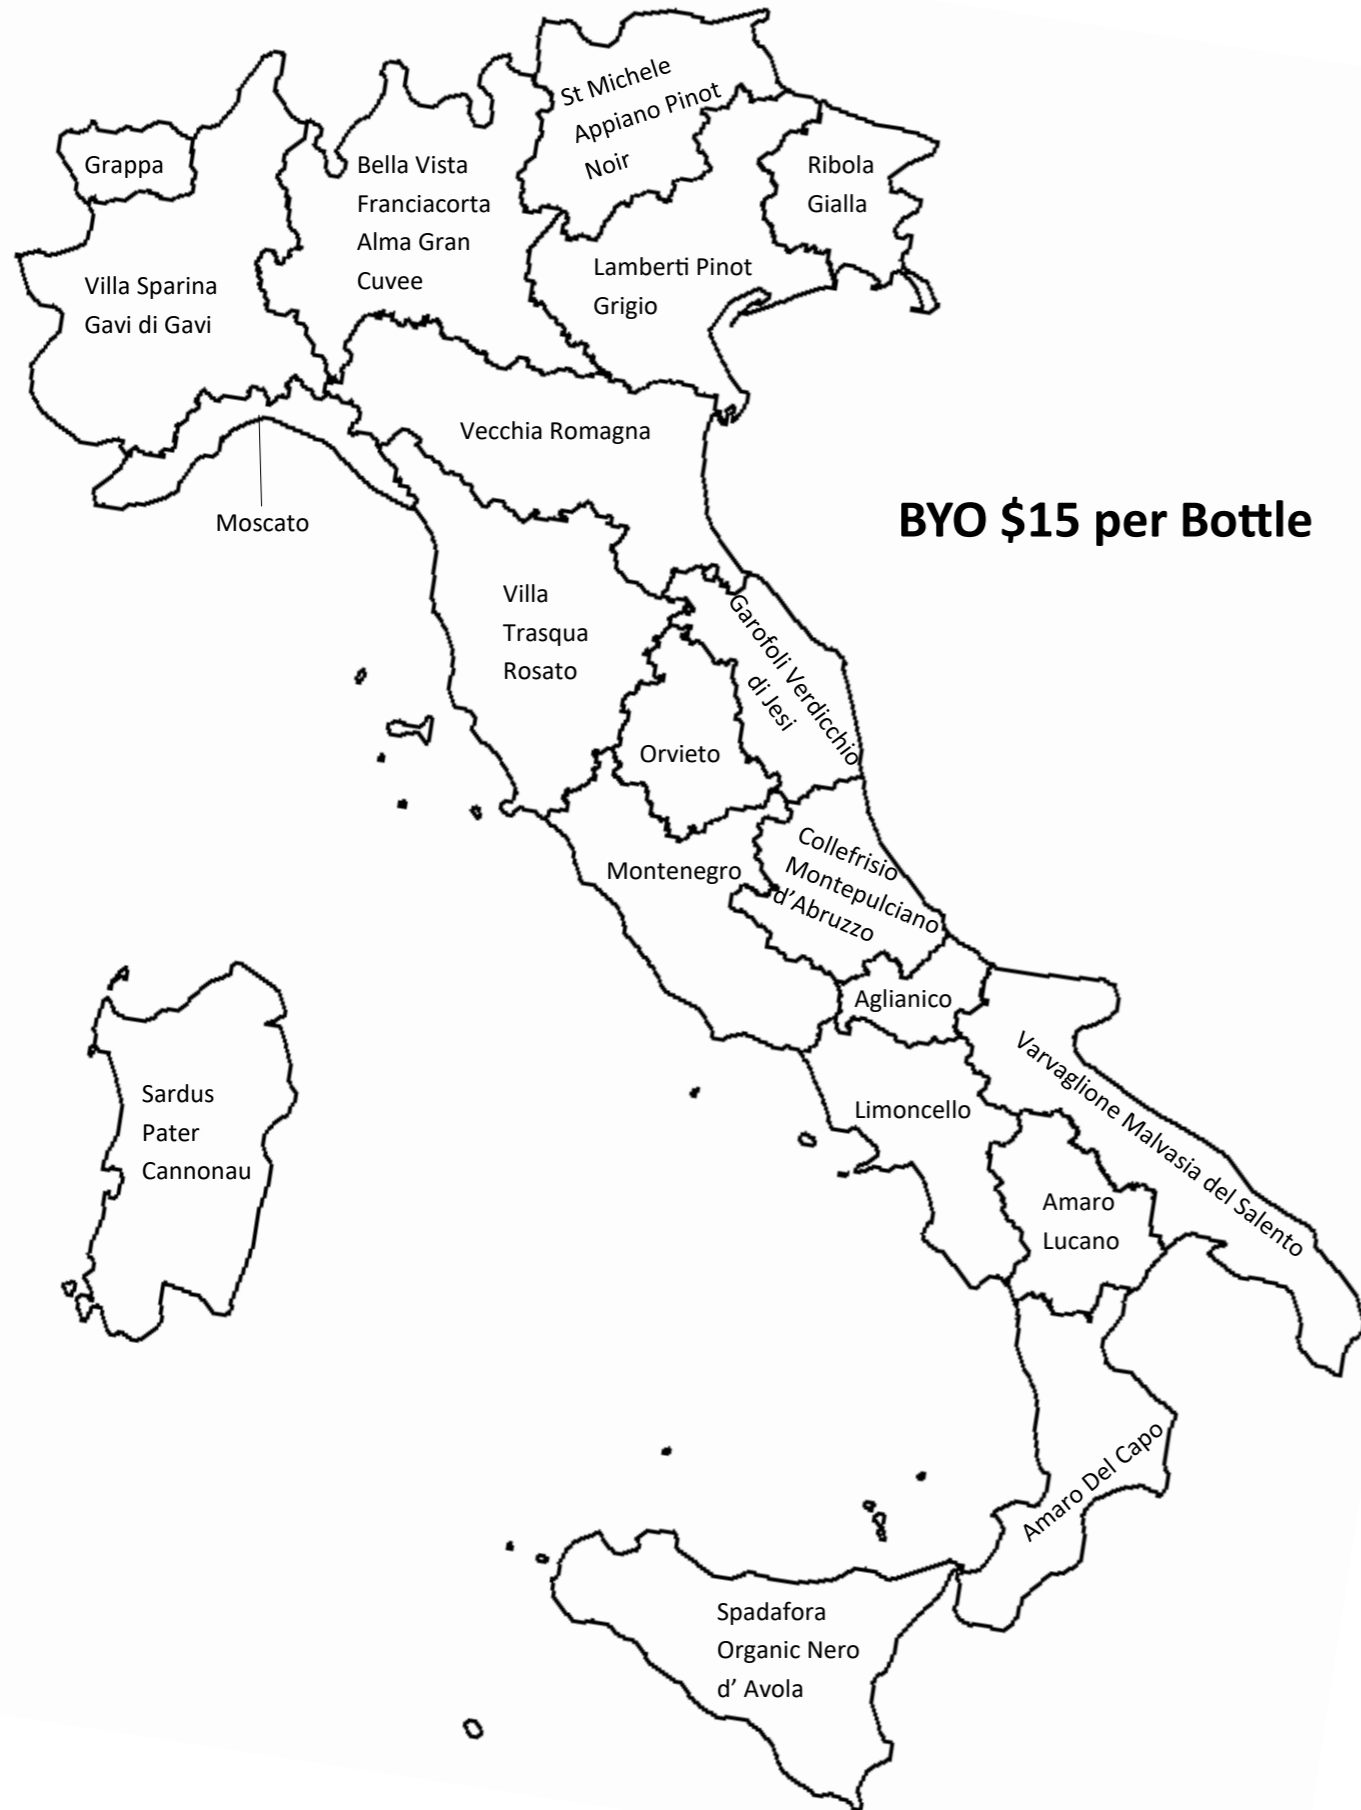 St Michele
Appiano Pinot
Noir
Grappa
Bella Vista
Franciacorta
Alma Gran
Cuvee
Ribola
Gialla
Villa Sparina
Gavi di Gavi
Lamberti Pinot
Grigio
Vecchia Romagna
Moscato
BYO $15 per Bottle
Villa
Trasqua
Rosato
Garofoli Verdicchio
di Jesi
Orvieto
Montenegro
Collefrisio
Montepulciano
d’Abruzzo
Aglianico
Varvaglione Malvasia del Salento
Sardus
Pater
Cannonau
Limoncello
Amaro
Lucano
Amaro Del Capo
Spadafora
Organic Nero
d’ Avola